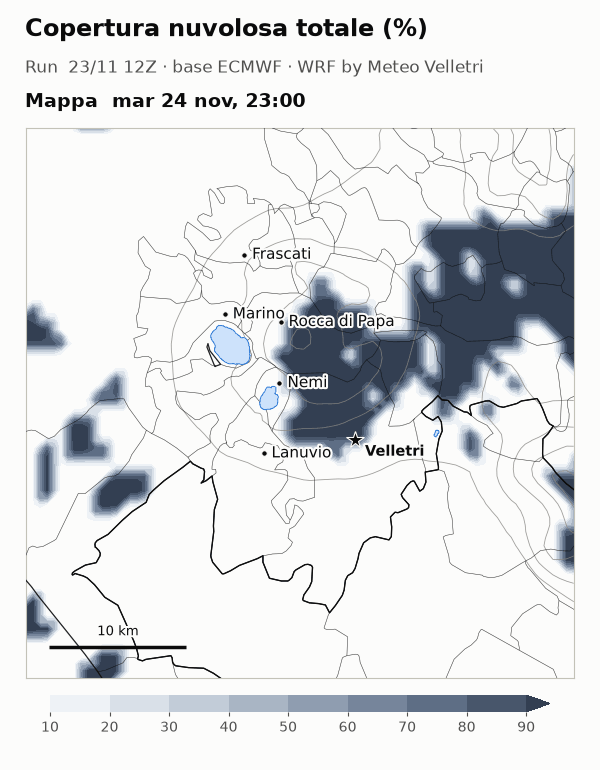 Copertura nuvolosa totale (%)
Run  23/11 12Z · base ECMWF · WRF by Meteo Velletri
Mappa  mar 24 nov, 23:00
Frascati
Marino
Rocca di Papa
Nemi
Velletri
Lanuvio
10 km
10 20 30 40 50 60 70 80 90